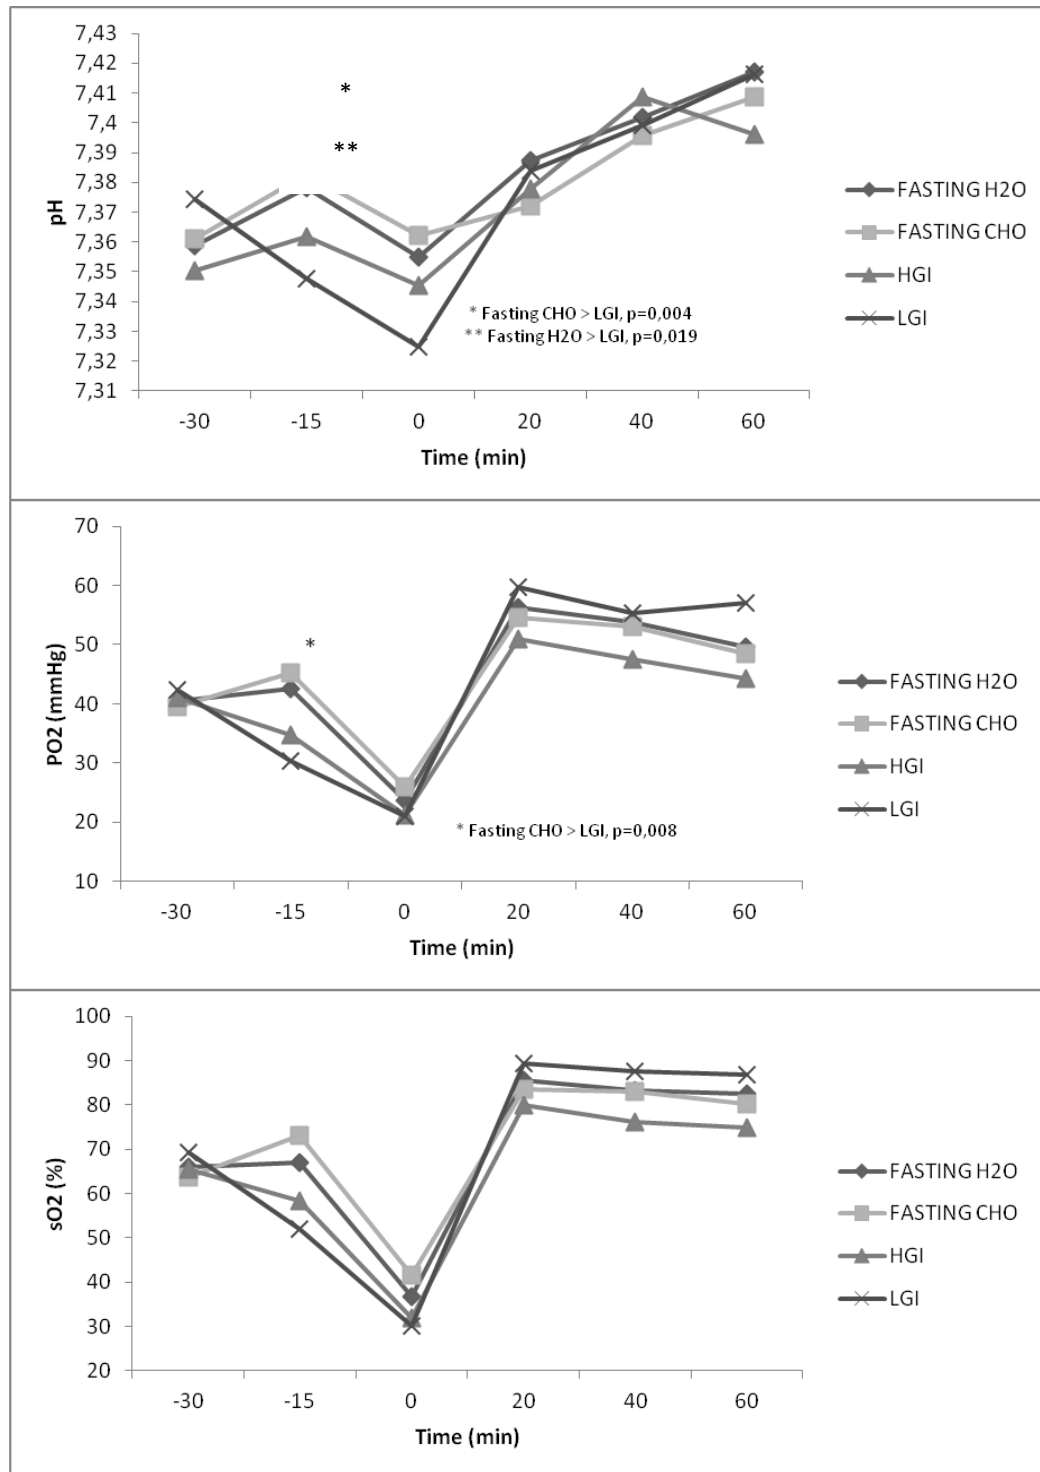 7,43
7,42
7,41
7,4
7,39
7,38
7,37
7,36
7,35
7,34
7,33
7,32
7,31
pH
*
**
* Fasting CHO > LGI, p=0,004
** Fasting H2O > LGI, p=0,019
-30 -15 0 20 40 60
Time (min)
FASTING H2O
FASTING CHO
HGI
LGI
70
60
50
40
30
20
10
PO2 (mmHg)
*
* Fasting CHO > LGI, p=0,008
-30 -15 0 20 40 60
Time (min)
FASTING H2O
FASTING CHO
HGI
LGI
100
90
80
70
60
50
40
30
20
sO2 (%)
-30 -15 0 20 40 60
Time (min)
FASTING H2O
FASTING CHO
HGI
LGI